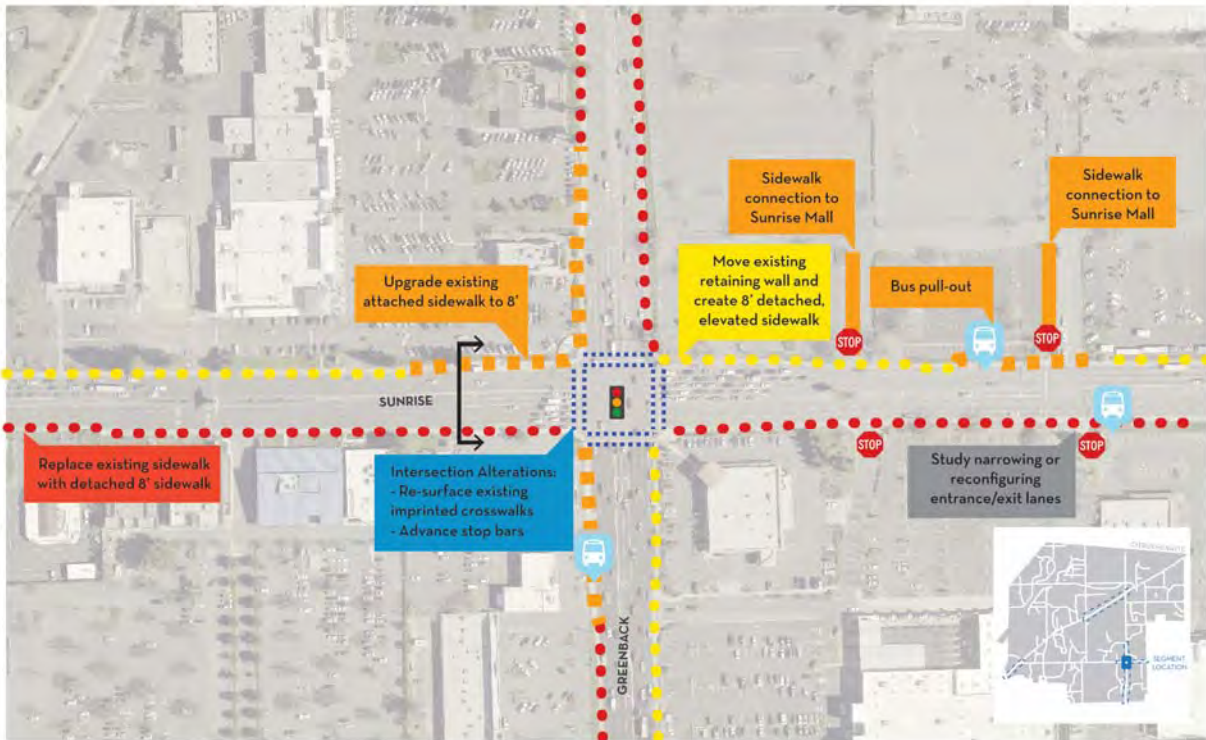 Sidewalk
connection to
Sunrise Mall
Sidewalk
connection to
Sunrise Mall
Move existing
retaining wall and
create 8' detached,
elevated sidewalk
Bus pull-out
Upgrade existing
attached sidewalk to 8'
STOP
STOP
SUNRISE
Replace existing sidewalk
with detached 8' sidewalk
Intersection Alterations:
- Re-surface existing
imprinted crosswalks
- Advance stop bars
STOP
STOP
Study narrowing or
reconfiguring
entrance/exit lanes
GREENBACK
SEGMENT
LOCATION